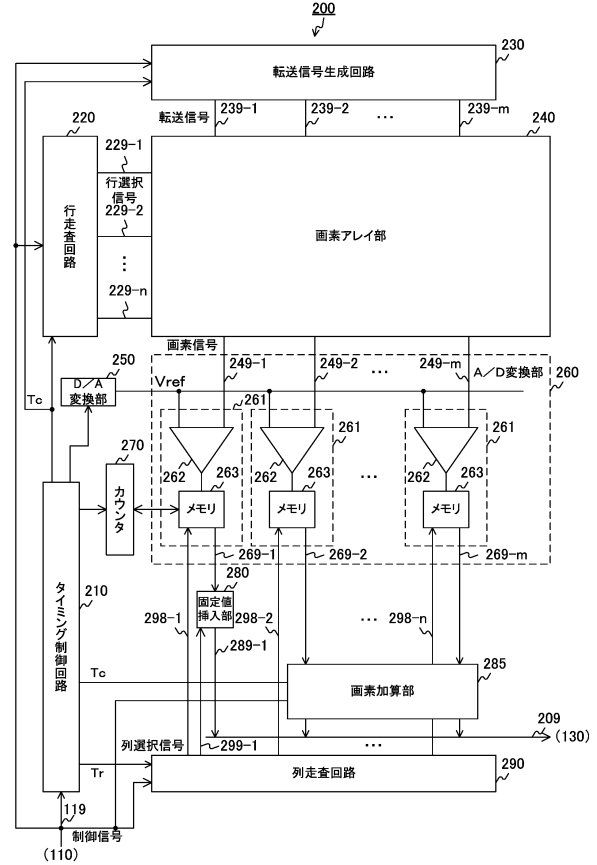 200
230
転送信号生成回路
転送信号
239-1
239-2
…
239-m
220
240
229-1
行選択
信号
229-2
⋮
229-n
行走査回路
画素アレイ部
画素信号
250
249-1
249-2
…
249-m
A/D変換部
260
D/A
変換部
Vref
Tc
261
261
261
270
262
263
262
263
…
262
263
カウンタ
メモリ
メモリ
メモリ
269-1
269-2
269-m
210
280
固定値
挿入部
298-1
298-2
…
298-n
289-1
タイミング制御回路
285
Tc
画素加算部
209
(130)
列選択信号
299-1
…
290
Tr
列走査回路
119
制御信号
(110)